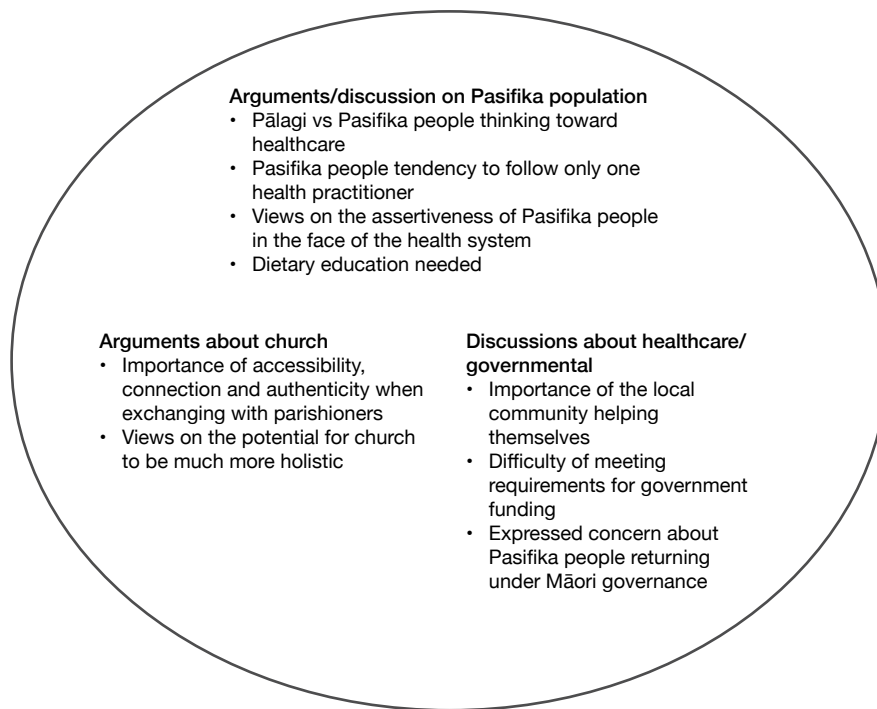 Arguments/discussion on Pasifika population
• Pālagi vs Pasifika people thinking toward
healthcare
• Pasifika people tendency to follow only one
health practitioner
• Views on the assertiveness of Pasifika people
in the face of the health system
• Dietary education needed
Arguments about church
• Importance of accessibility,
connection and authenticity when
exchanging with parishioners
• Views on the potential for church
to be much more holistic
Discussions about healthcare/
governmental
• Importance of the local
community helping
themselves
• Difficulty of meeting
requirements for government
funding
• Expressed concern about
Pasifika people returning
under Māori governance